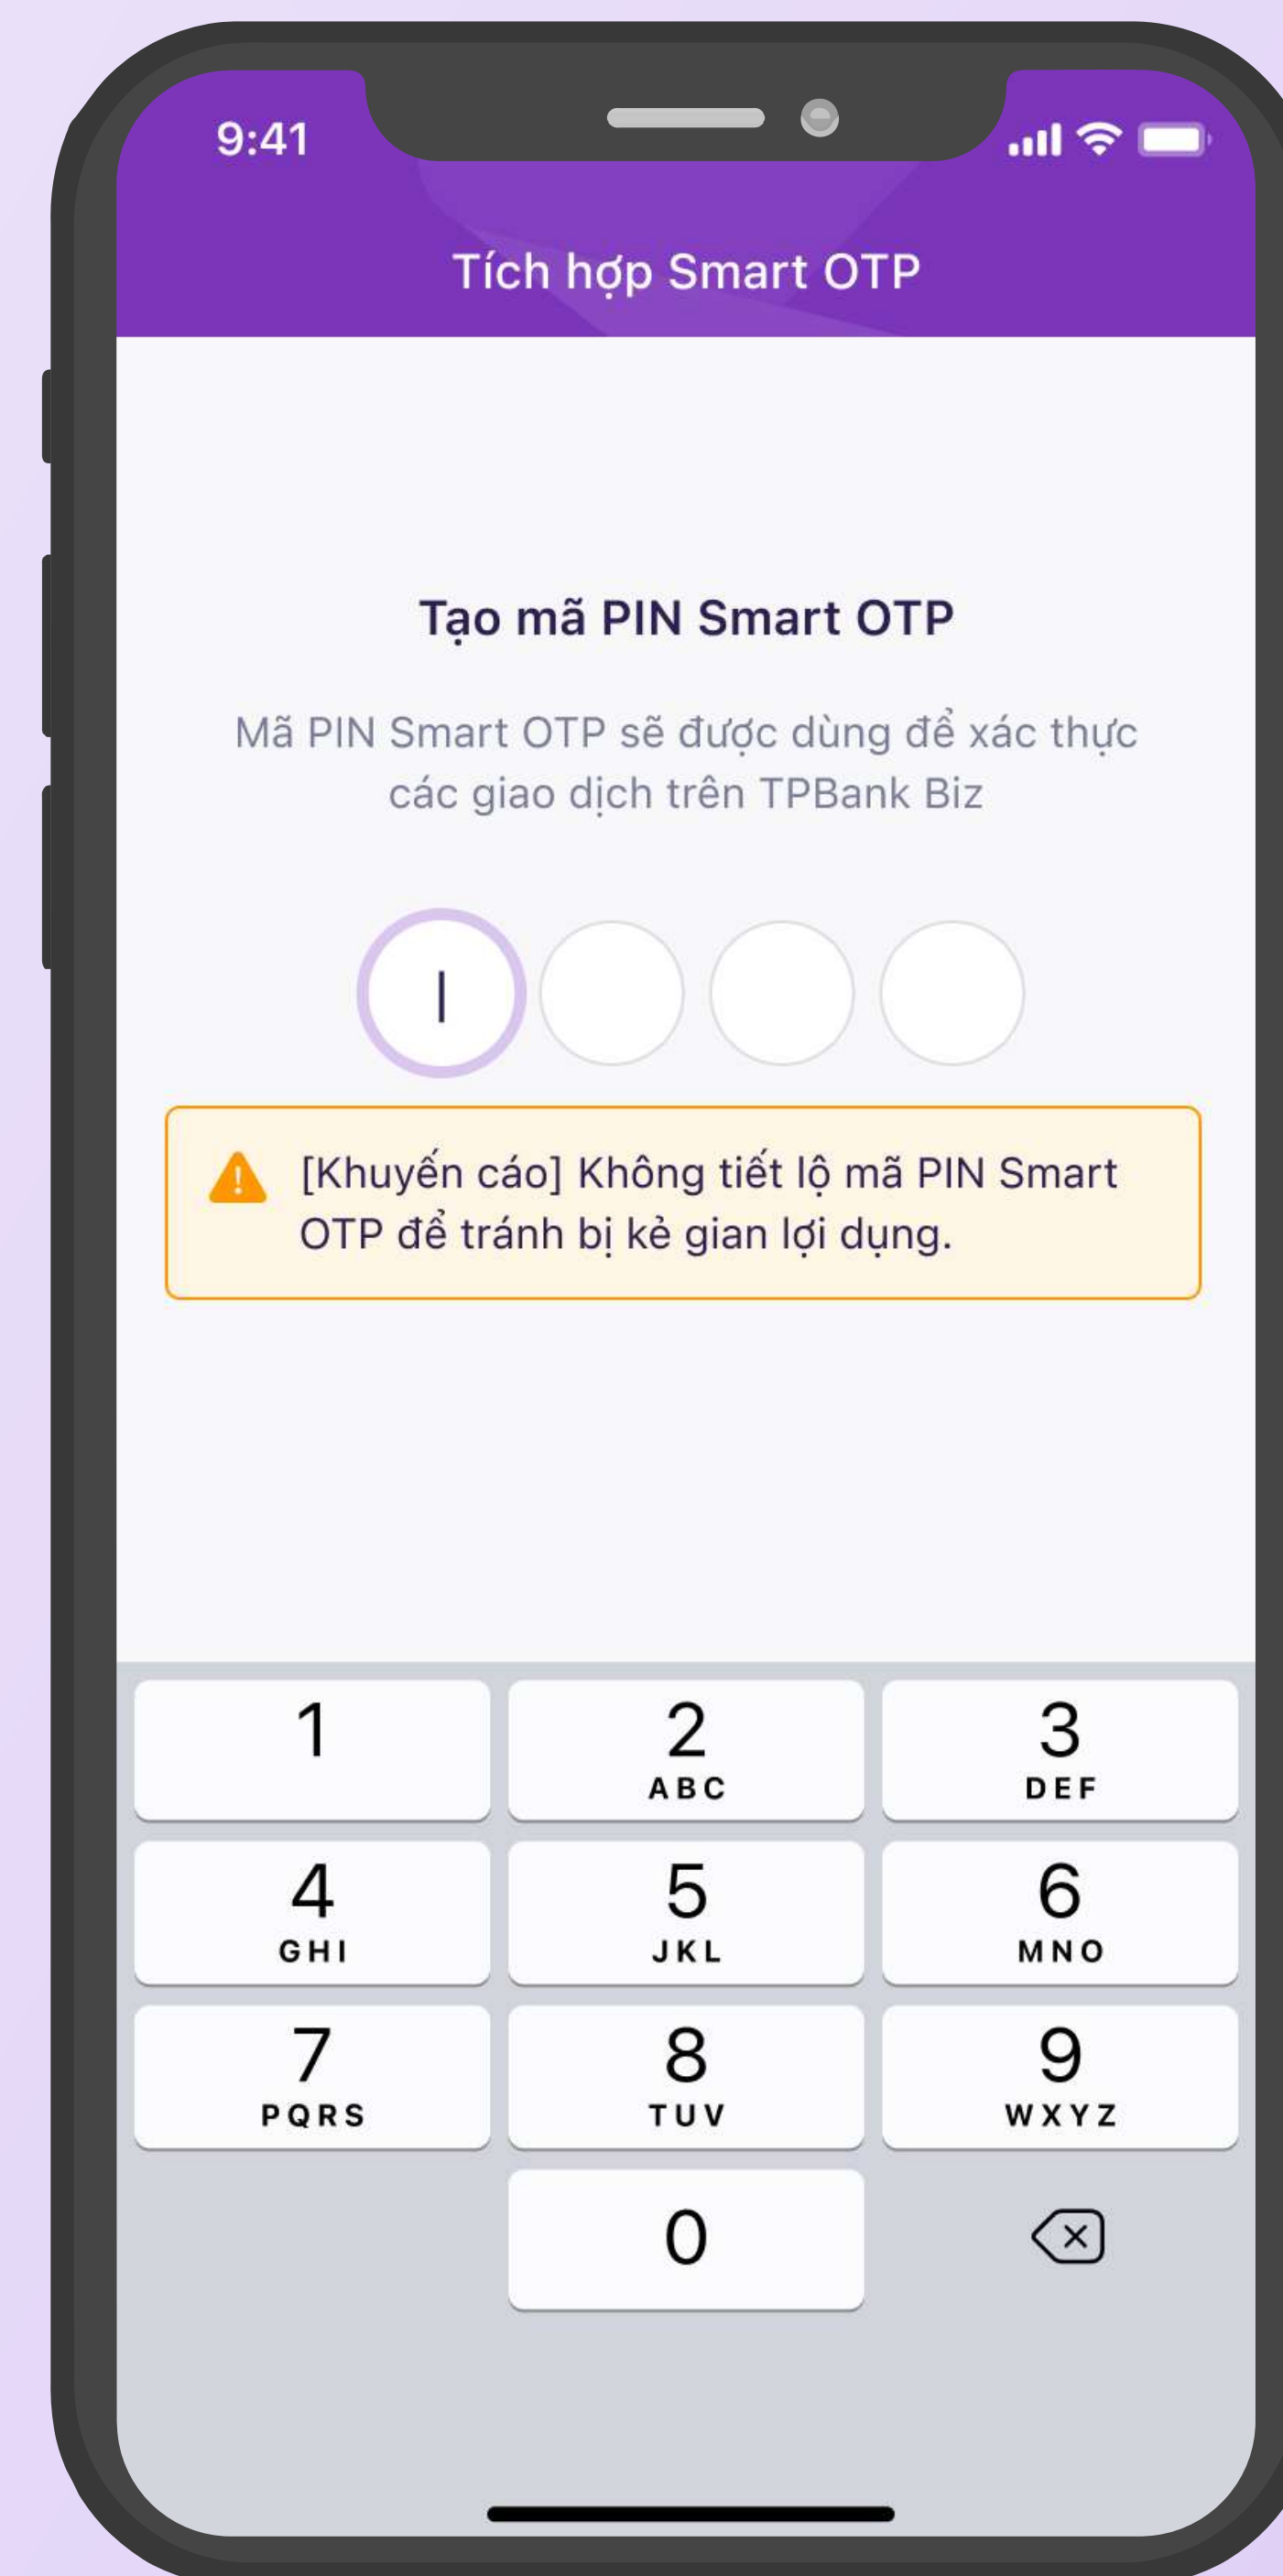 9:41
Tích hợp Smart OTP
Tạo mã PIN Smart OTP
Mã PIN Smart OTP sẽ được dùng để xác thực
các giao dịch trên TPBank Biz
[Khuyến cáo] Không tiết lộ mã PIN Smart
OTP để tránh bị kẻ gian lợi dụng.
1 2 3
ABC DEF
4 5 6
GHI JKL MNO
7 8 9
PQRS TUV WXYZ
0